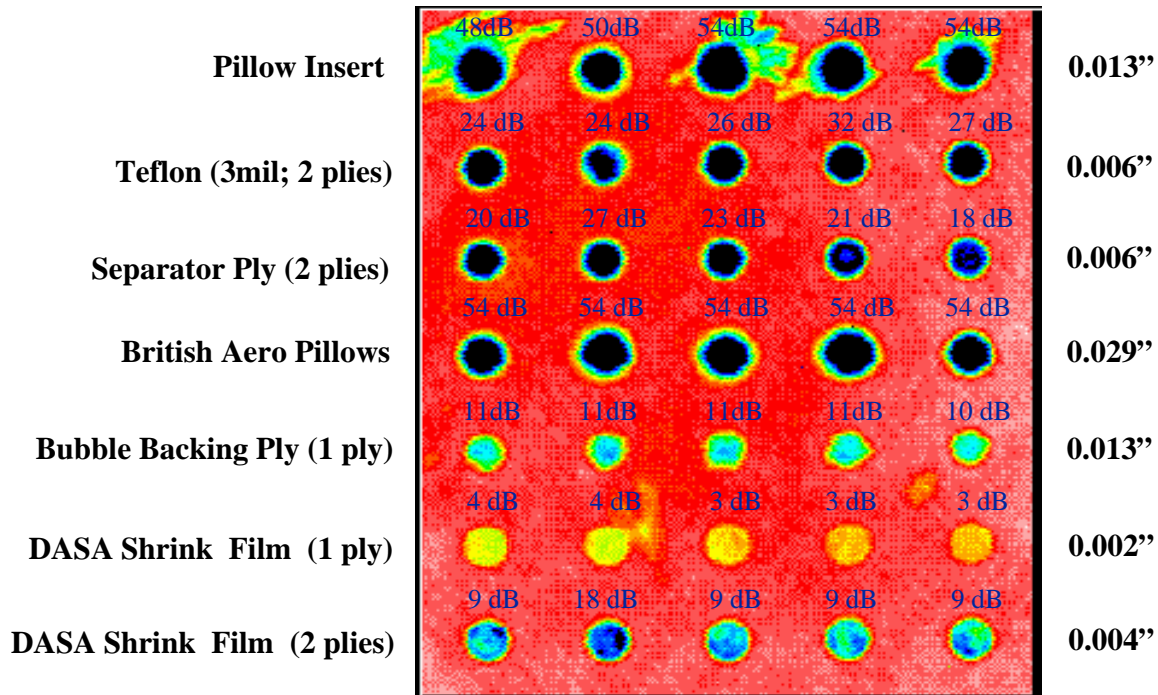 48dB 50dB 54dB 54dB 54dB
Pillow Insert 0.013”
24 dB 24 dB 26 dB 32 dB 27 dB
Teflon (3mil; 2 plies) 0.006”
20 dB 27 dB 23 dB 21 dB 18 dB
Separator Ply (2 plies) 0.006”
54 dB 54 dB 54 dB 54 dB 54 dB
British Aero Pillows 0.029”
11dB 11dB 11dB 11dB 10 dB
Bubble Backing Ply (1 ply) 0.013”
4 dB 4 dB 3 dB 3 dB 3 dB
DASA Shrink Film (1 ply) 0.002”
9 dB 18 dB 9 dB 9 dB 9 dB
DASA Shrink Film (2 plies) 0.004”